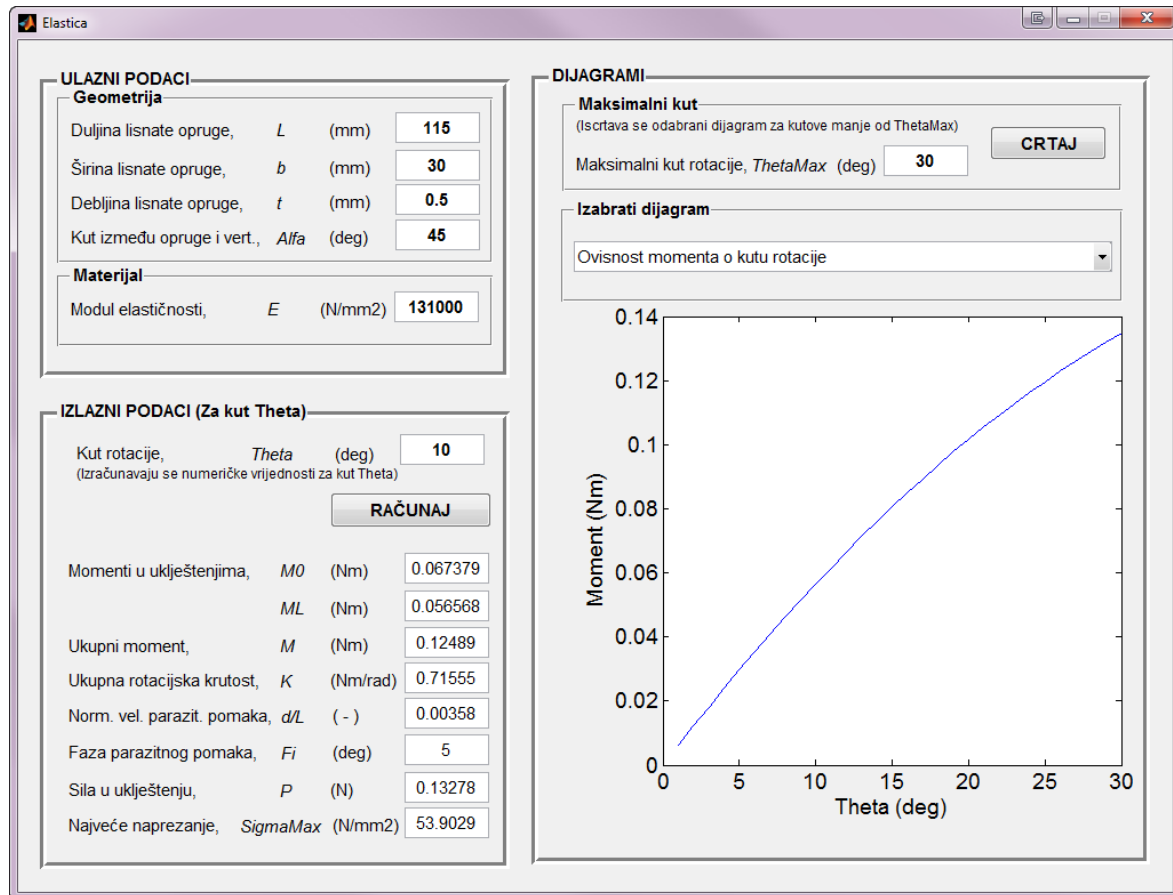 Elastica
ULAZNI PODACI
Geometrija
Duljina lisnate opruge, L (mm) 115
Širina lisnate opruge, b (mm) 30
Debljina lisnate opruge, t (mm) 0.5
Kut između opruge i vert., Alfa (deg) 45
Materijal
Modul elastičnosti, E (N/mm2) 131000
IZLAZNI PODACI (Za kut Theta)
Kut rotacije, Theta (deg) 10
(Izračunavaju se numeričke vrijednosti za kut Theta)
RAČUNAJ
Momenti u uklještenjima, M0 (Nm) 0.067379
ML (Nm) 0.056568
Ukupni moment, M (Nm) 0.12489
Ukupna rotacijska krutost, K (Nm/rad) 0.71555
Norm. vel. parazit. pomaka, d/L ( - ) 0.00358
Faza parazitnog pomaka, Fi (deg) 5
Sila u uklještenju, P (N) 0.13278
Najveće naprezanje, SigmaMax (N/mm2) 53.9029
DIJAGRAMI
Maksimalni kut
(Iscrtava se odabrani dijagram za kutove manje od ThetaMax)
CRTAJ
Maksimalni kut rotacije, ThetaMax (deg) 30
Izabrati dijagram
Ovisnost momenta o kutu rotacije
0.14
0.12
0.1
0.08
0.06
0.04
0.02
0
Moment (Nm)
0 5 10 15 20 25 30
Theta (deg)